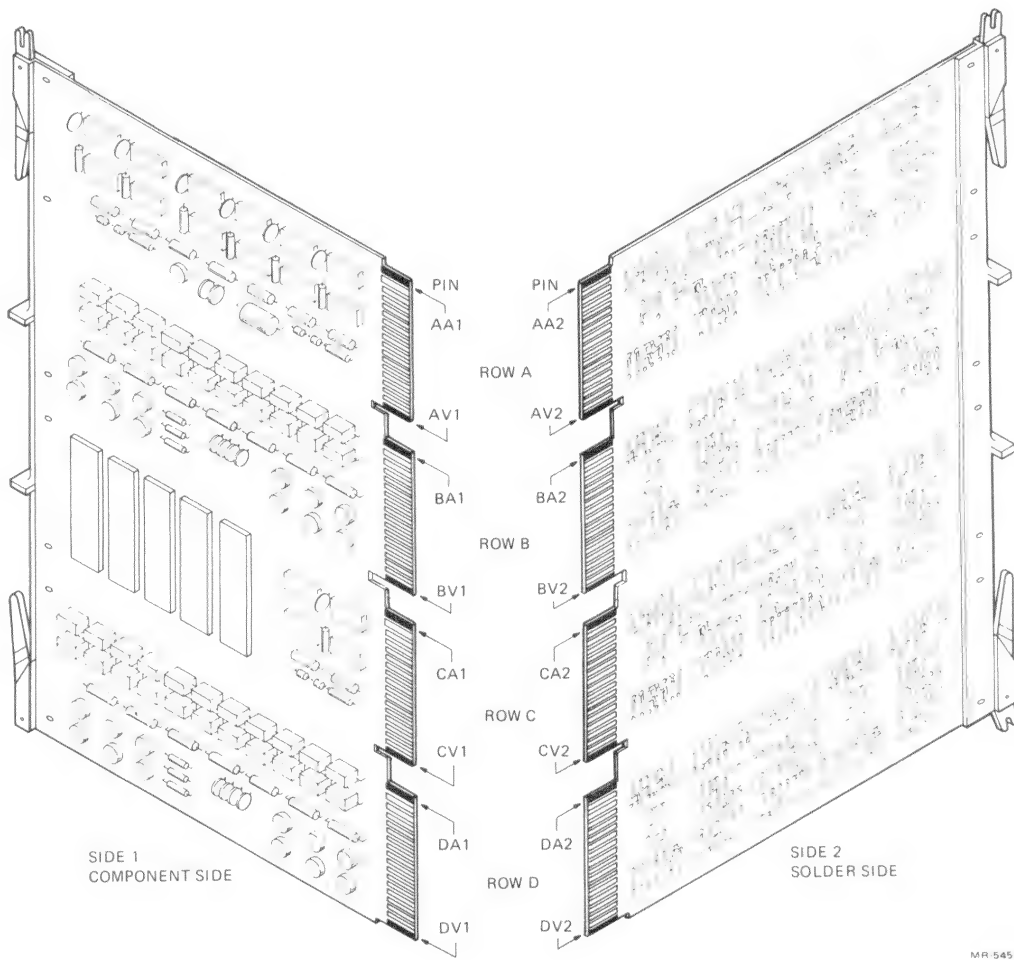 PIN
AA1
ROW A
AV1
BA1
ROW B
BV1
CA1
ROW C
CV1
DA1
ROW D
DV1
PIN
AA2
AV2
BA2
BV2
CA2
CV2
DA2
DV2
SIDE 1
COMPONENT SIDE
SIDE 2
SOLDER SIDE
MR-545